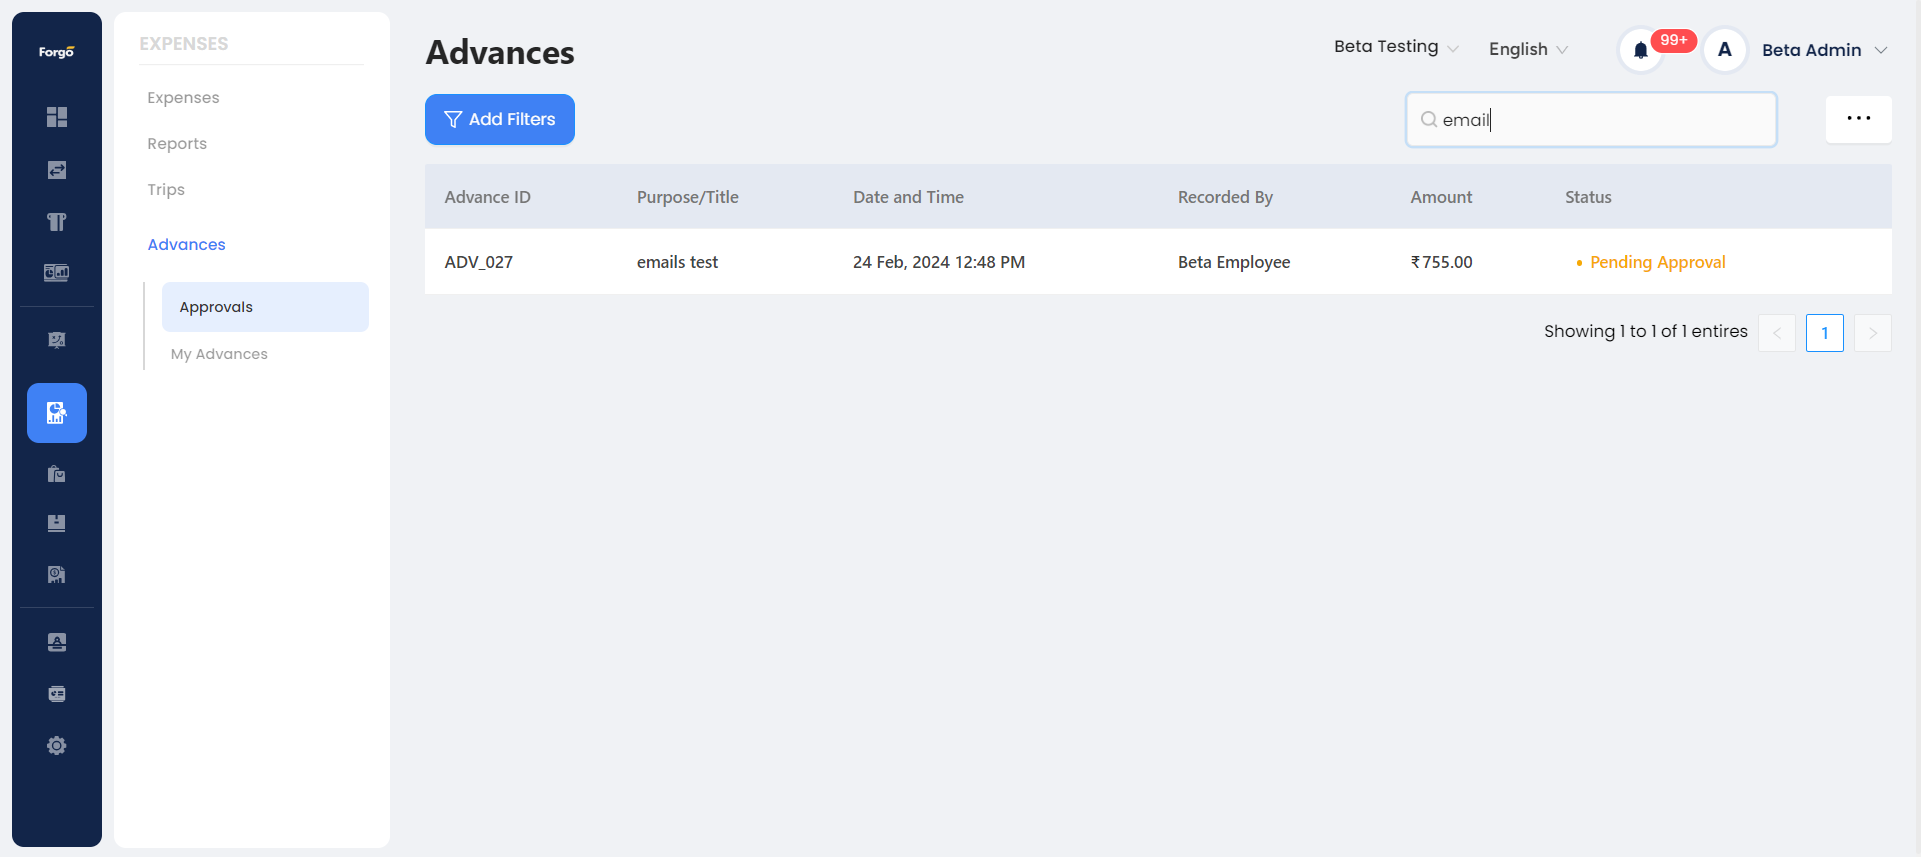 Forgo
EXPENSES
Expenses
Reports
Trips
Advances
Approvals
My Advances
Advances
Beta Testing
English
99+
A
Beta Admin
Add Filters
email
...
Advance ID Purpose/Title Date and Time Recorded By Amount Status
ADV_027 emails test 24 Feb, 2024 12:48 PM Beta Employee ₹755.00 • Pending Approval
Showing 1 to 1 of 1 entires < 1 >